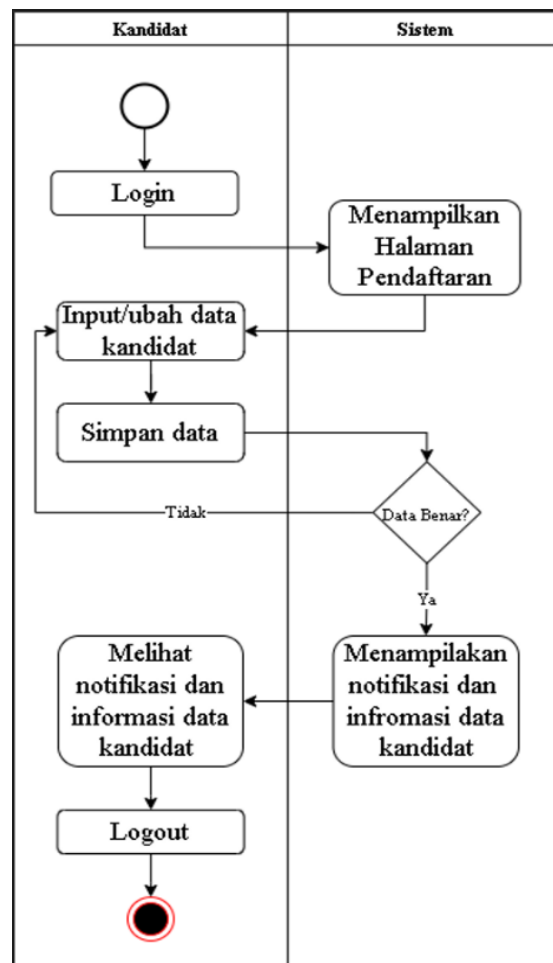 Kandidat
Sistem
Login
Menampilkan
Halaman
Pendaftaran
Input/ubah data
kandidat
Simpan data
Data Benar?
Tidak
Ya
Menampilakan
notifikasi dan
infromasi data
kandidat
Melihat
notifikasi dan
informasi data
kandidat
Logout